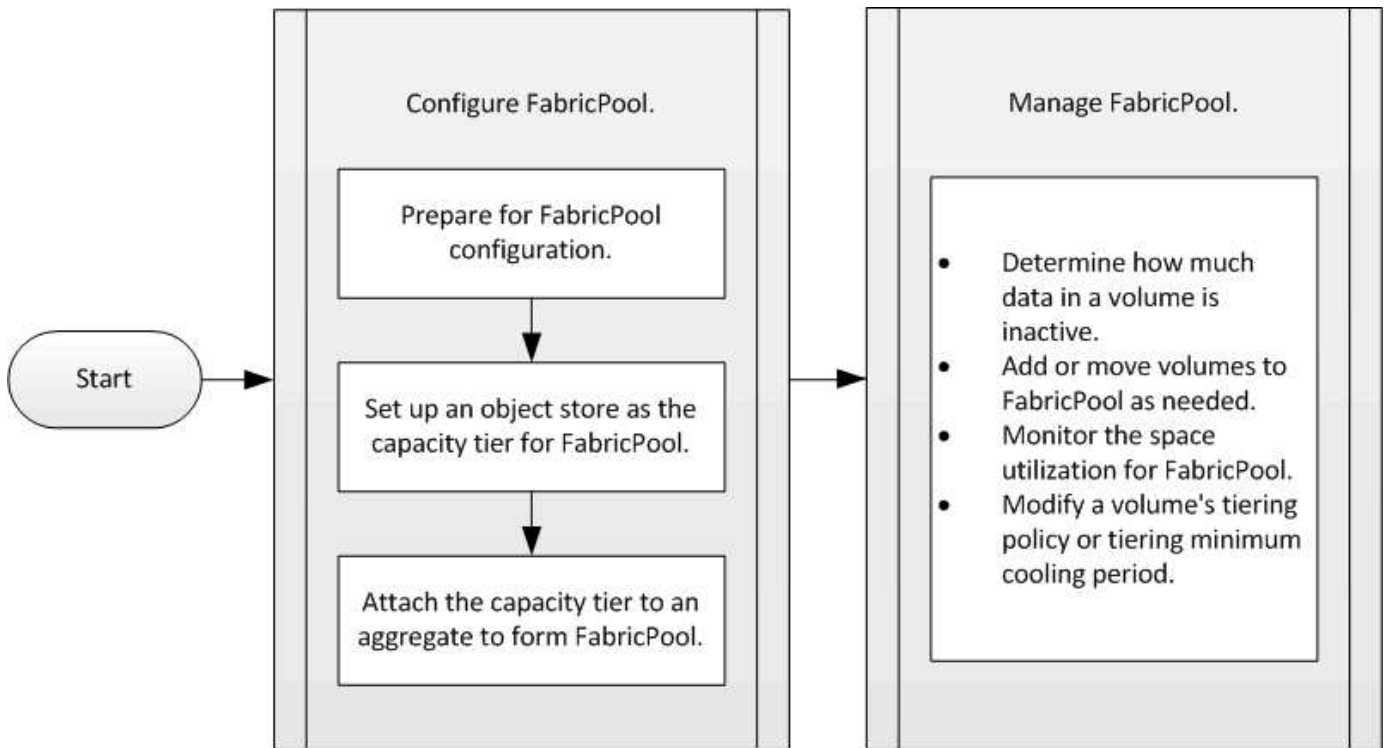 Start
Configure FabricPool.
Prepare for FabricPool
configuration.
Set up an object store as the
capacity tier for FabricPool.
Attach the capacity tier to an
aggregate to form FabricPool.
Manage FabricPool.
• Determine how much
data in a volume is
inactive.
• Add or move volumes to
FabricPool as needed.
• Monitor the space
utilization for FabricPool.
• Modify a volume's tiering
policy or tiering minimum
cooling period.